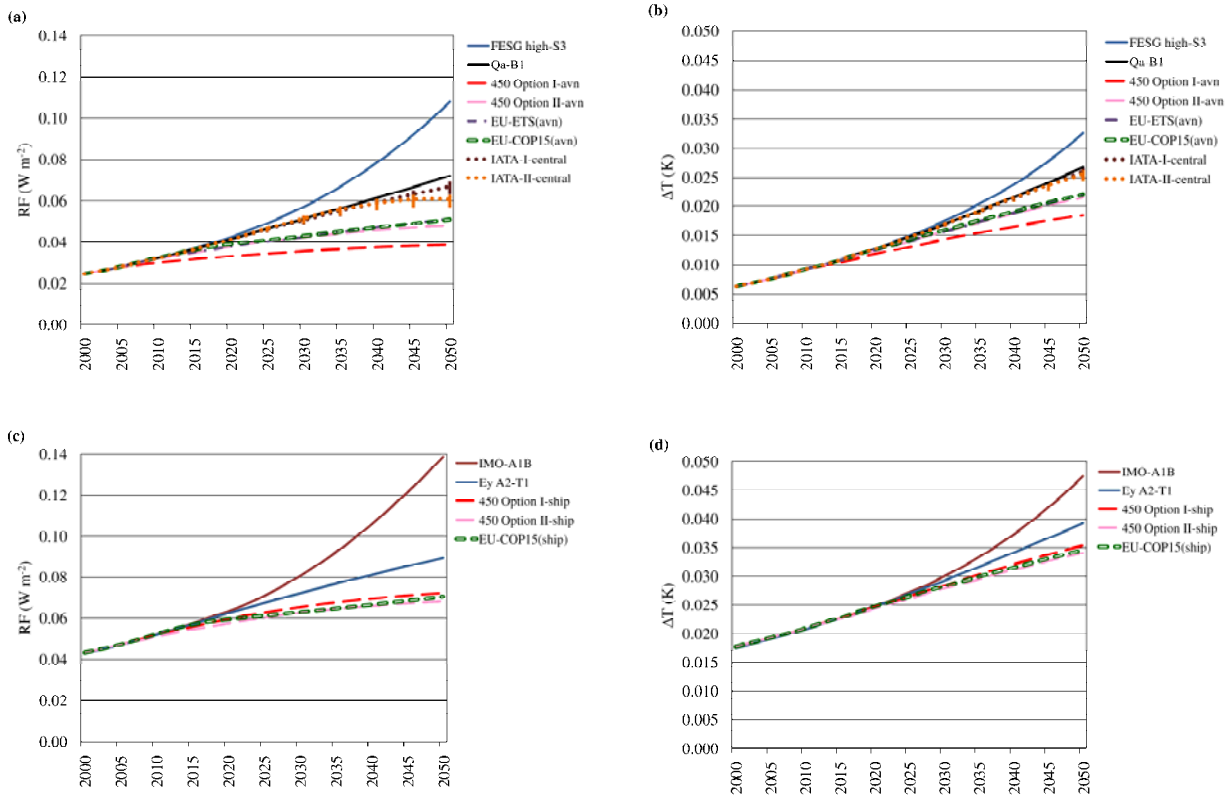 (a)
RF (W m-2)
0.14
0.12
0.10
0.08
0.06
0.04
0.02
0.00
2000
2005
2010
2015
2020
2025
2030
2035
2040
2045
2050
FESG high-S3
Qa-B1
450 Option I-avn
450 Option II-avn
EU-ETS(avn)
EU-COP15(avn)
IATA-I-central
IATA-II-central
(b)
ΔT (K)
0.050
0.045
0.040
0.035
0.030
0.025
0.020
0.015
0.010
0.005
0.000
2000
2005
2010
2015
2020
2025
2030
2035
2040
2045
2050
FESG high-S3
Qa B1
450 Option I-avn
450 Option II-avn
EU-ETS(avn)
EU-COP15(avn)
IATA-I-central
IATA-II-central
(c)
RF (W m-2)
0.14
0.12
0.10
0.08
0.06
0.04
0.02
0.00
2000
2005
2010
2015
2020
2025
2030
2035
2040
2045
2050
IMO-A1B
Ey A2-T1
450 Option I-ship
450 Option II-ship
EU-COP15(ship)
(d)
ΔT (K)
0.050
0.045
0.040
0.035
0.030
0.025
0.020
0.015
0.010
0.005
0.000
2000
2005
2010
2015
2020
2025
2030
2035
2040
2045
2050
IMO-A1B
Ey A2-T1
450 Option I-ship
450 Option II-ship
EU-COP15(ship)